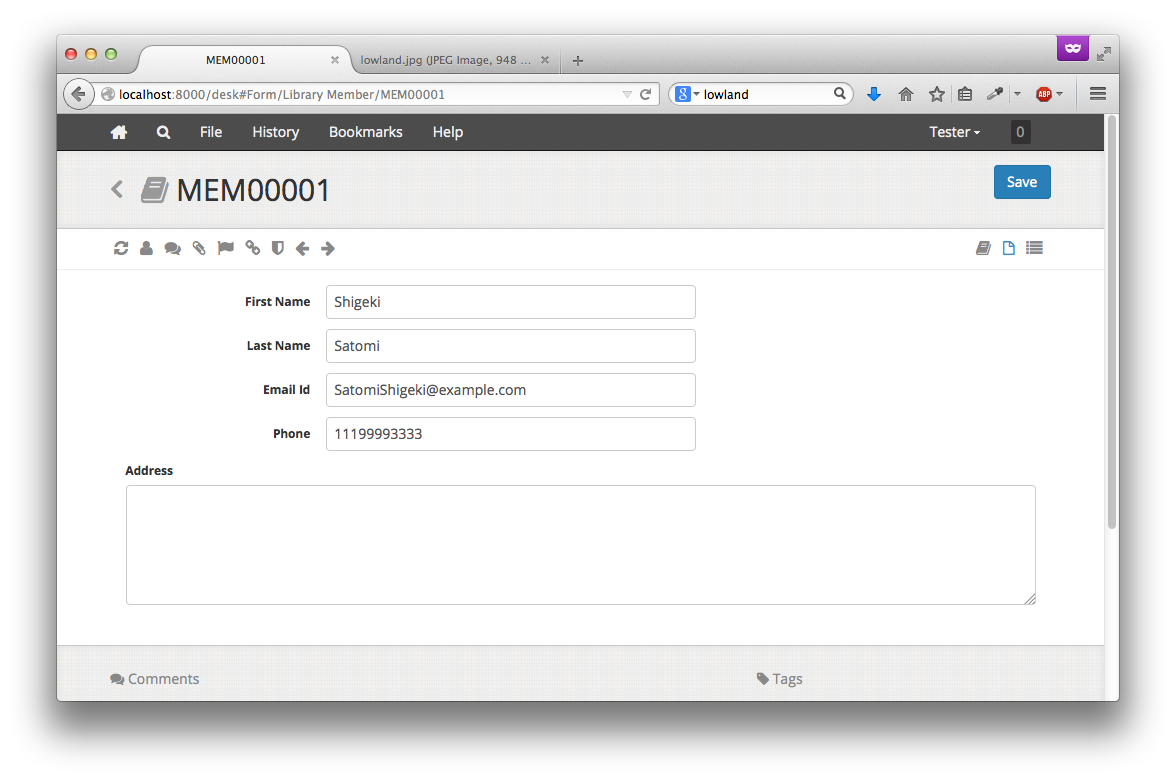 MEM00001
lowland.jpg (JPEG Image, 948 ...
localhost:8000/desk#Form/Library Member/MEM00001
8 lowland
ABP
File History Bookmarks Help Tester 0
MEM00001
Save
First Name Shigeki
Last Name Satomi
Email Id SatomiShigeki@example.com
Phone 11199993333
Address
Comments Tags